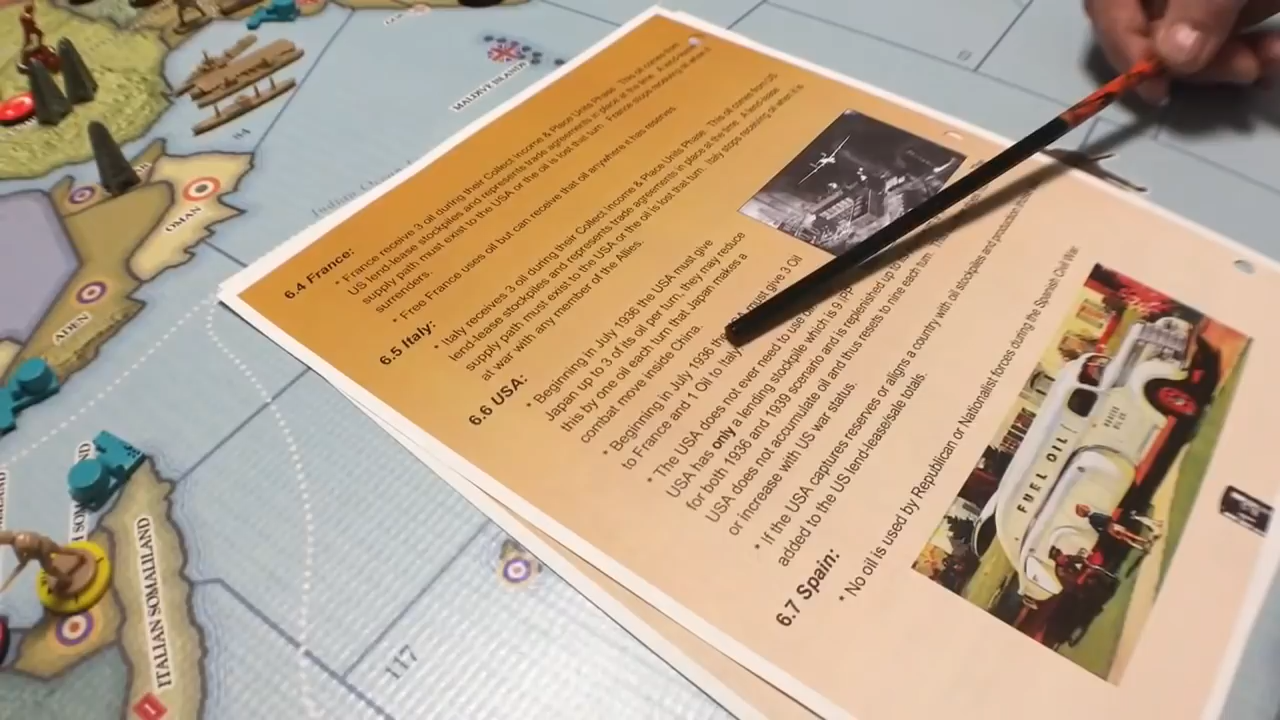 6.4 France:
* France receive 3 oil during their Collect Income & Place Units Phase. This oil comes from
US lend-lease stockpiles and represents trade agreements in place at the time. A lend-lease
supply path must exist to the USA or the oil is lost that turn. France stops receiving oil when it
surrenders.
* Free France uses oil but can receive that oil anywhere it has reserves.
6.5 Italy:
* Italy receives 3 oil during their Collect Income & Place Units Phase. This oil comes from US
lend-lease stockpiles and represents trade agreements in place at the time. A lend-lease
supply path must exist to the USA or the oil is lost that turn. Italy stops receiving oil when it is
at war with any member of the Allies.
6.6 USA:
* Beginning in July 1936 the USA must give
Japan up to 3 of its oil per turn, they may reduce
this by one oil each turn that Japan makes a
combat move inside China.
* Beginning in July 1936 the must give 3 Oil
to France and 1 Oil to Italy
* The USA does not ever need to use
USA has only a lending stockpile which is 9 IPP
for both 1936 and 1939 scenario and is replenished up to
USA does not accumulate oil and thus resets to nine each turn.
or increase with US war status.
* If the USA captures reserves or aligns a country with oil stockpile and production
added to the US lend-lease/sale totals.
6.7 Spain:
* No oil is used by Republican or Nationalist forces during the Spanish Civil War
FUEL OIL
MALDIVE ISLANDS
84
OMAN
Indian
ADEN
ITALIAN SOMALILAND
117